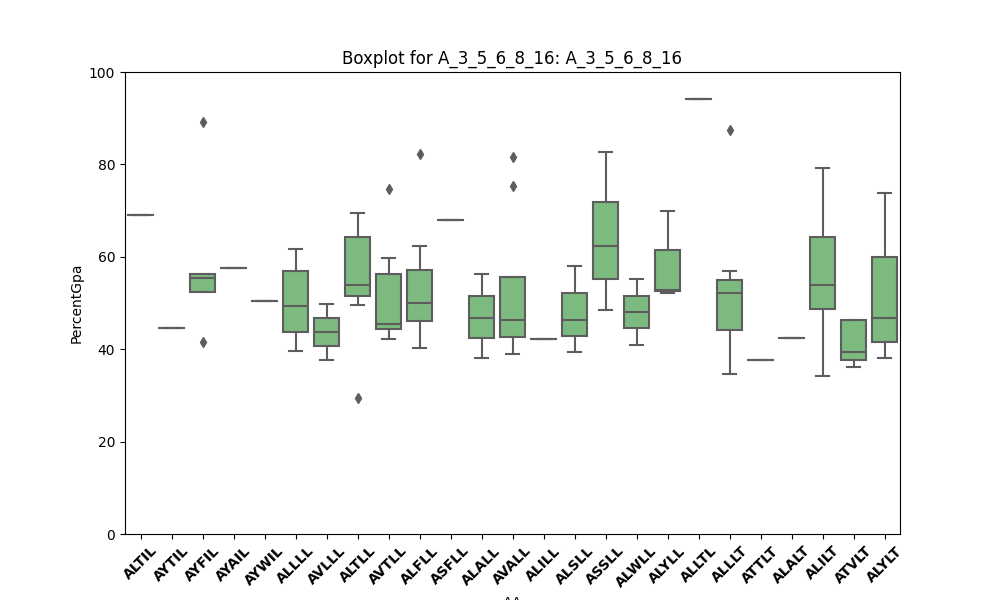 Boxplot for A_3_5_6_8_16: A_3_5_6_8_16
100
80
60
40
20
0
PercentGpa
ALTIL
AYTIL
AYFIL
AYAIL
AYWIL
ALLLL
AVLLL
ALTLL
AVTLL
ALFLL
ASFLL
ALALL
AVALL
ALILL
ALSLL
ASSLL
ALWLL
ALYLL
ALLTL
ALLLT
ATTLT
ALALT
ALILT
ATVLT
ALYLT
AA